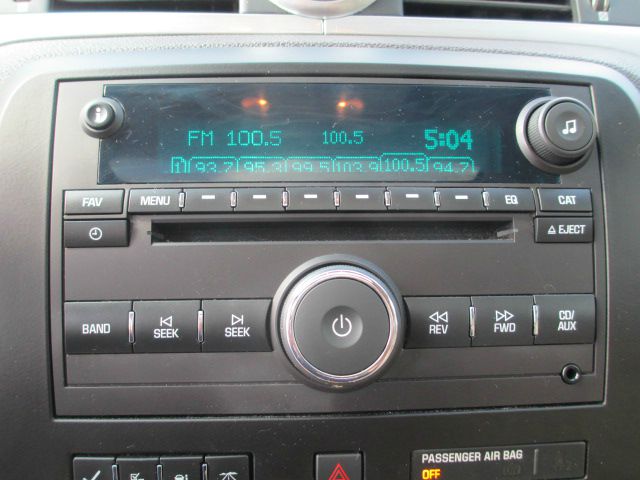 FM 100.5 100.5 5:04
1 93.7 95.3 99.5 103.9 100.5 94.7
FAV MENU EQ CAT
EJECT
BAND SEEK SEEK REV FWD CD/
AUX
PASSENGER AIR BAG
OFF